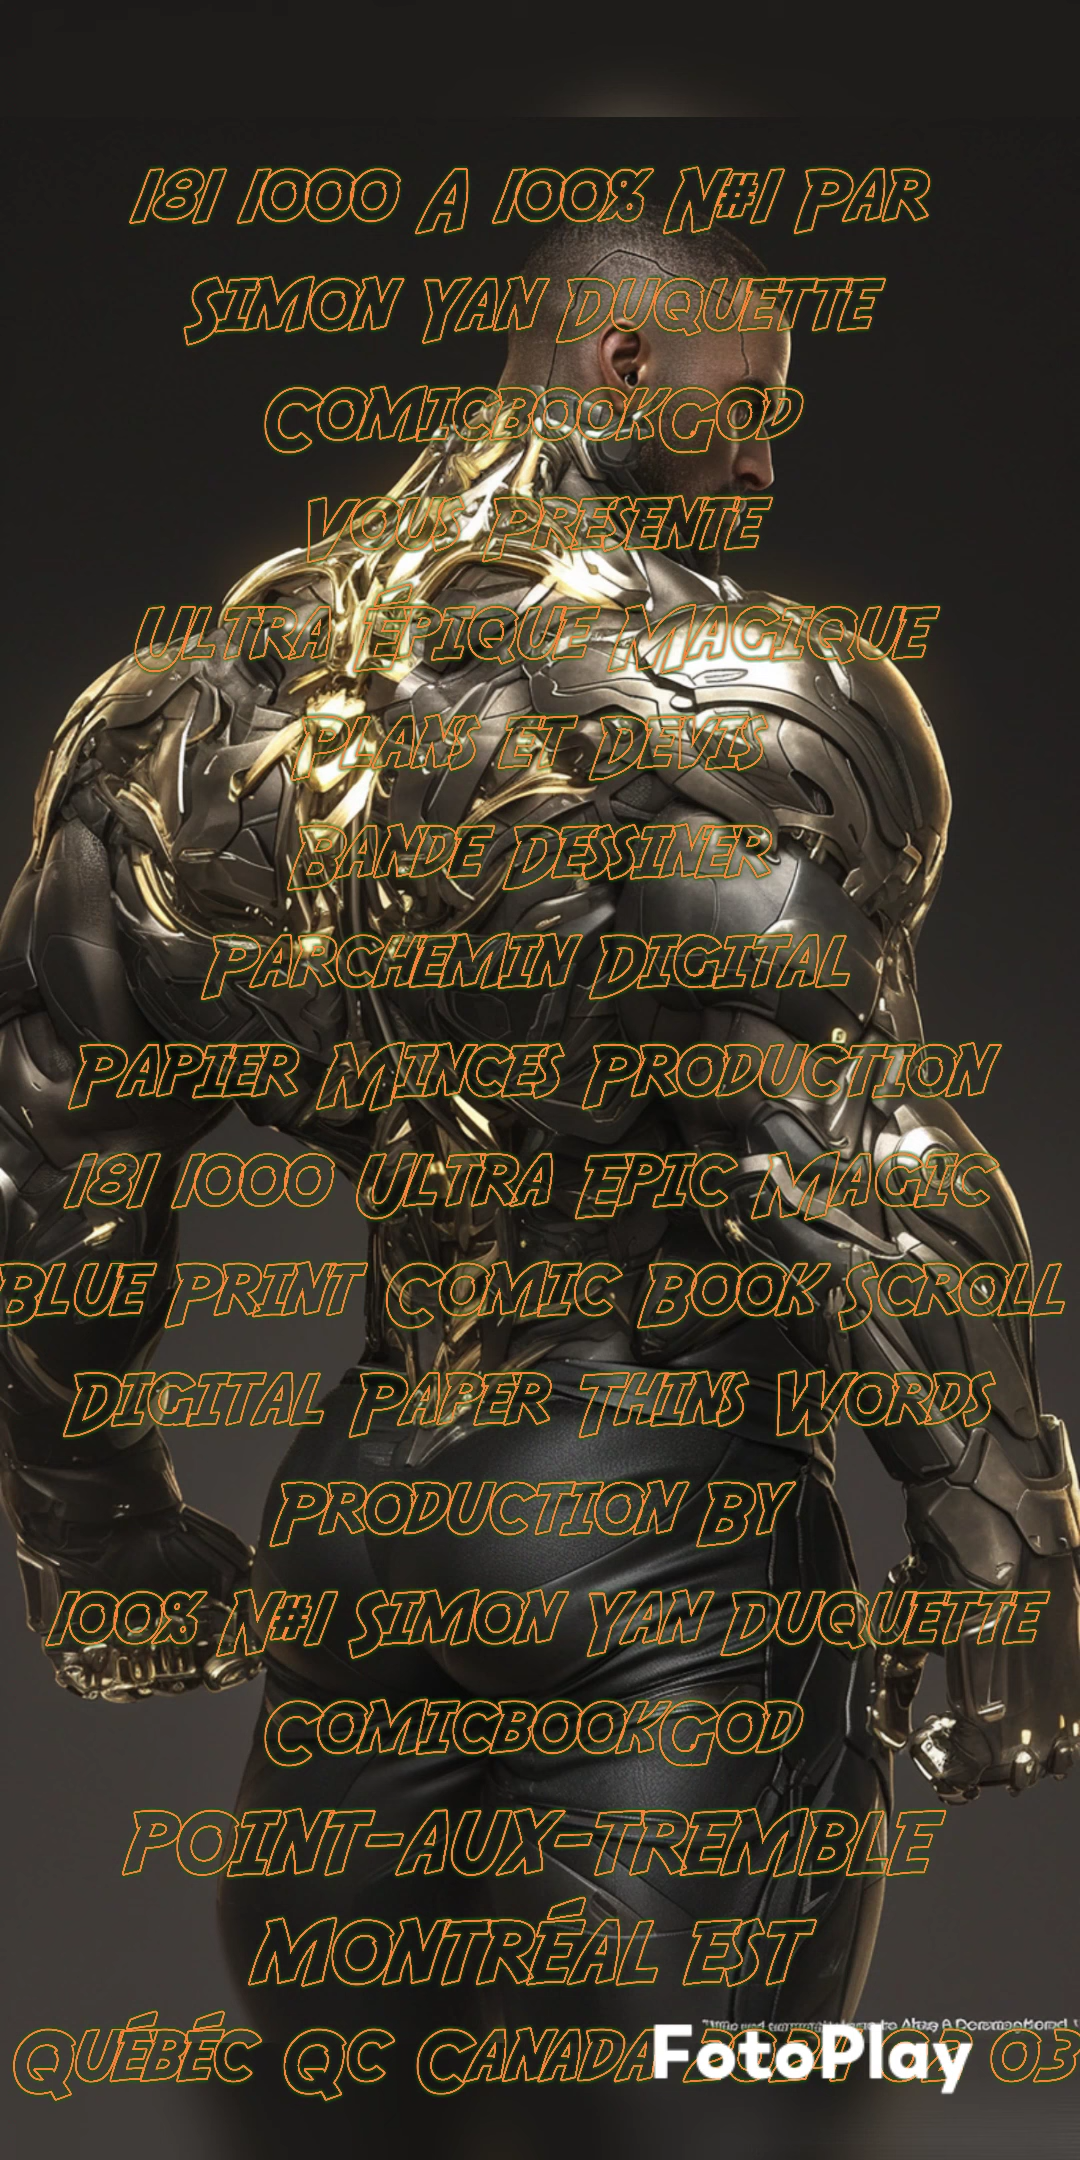 181 1000 A 100% N#1 PAR
SIMON YAN DUQUETTE
COMICBOOKGOD
VOUS PRESENTE
ULTRA ÉPIQUE MAGIQUE
PLANS ET DEVIS
BANDE DESSINER
PARCHEMIN DIGITAL
PAPIER MINCES PRODUCTION
181 1000 ULTRA EPIC MAGIC
BLUE PRINT COMIC BOOK SCROLL
DIGITAL PAPER THINS WORDS
PRODUCTION BY
100% N#1 SIMON YAN DUQUETTE
COMICBOOKGOD
POINT-AUX-TREMBLE
MONTRÉAL EST
QUÉBÉC QC CANADA 03
FotoPlay